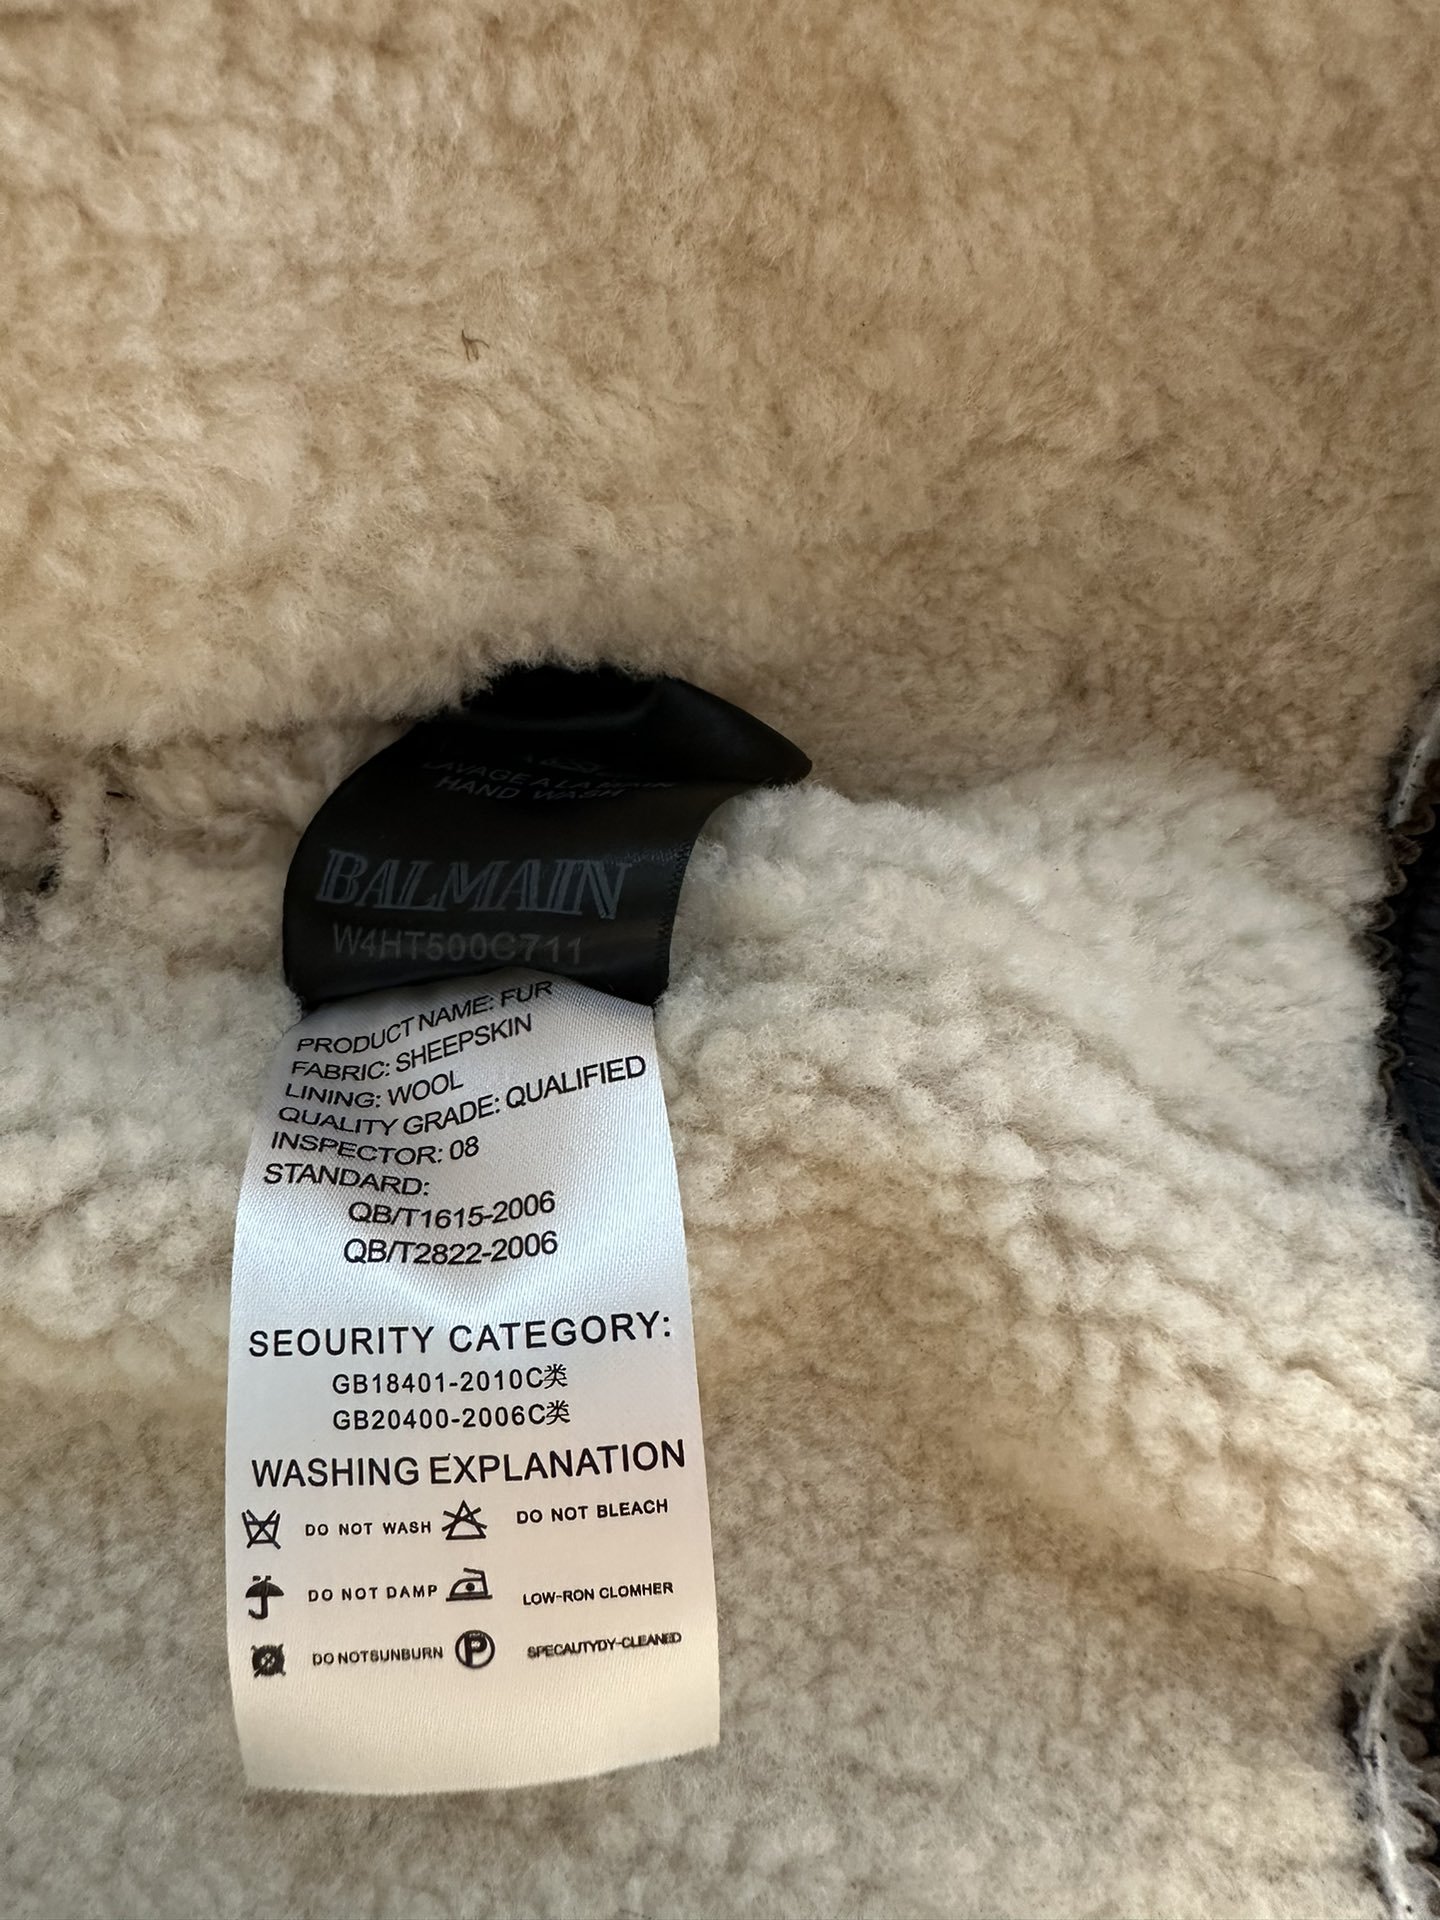 LAVAGE A LA MAIN
HAND WASH
BALMAIN
W4HT500C711
PRODUCT NAME: FUR
FABRIC: SHEEPSKIN
LINING: WOOL
QUALITY GRADE: QUALIFIED
INSPECTOR: 08
STANDARD:
QB/T1615-2006
QB/T2822-2006
SEOURITY CATEGORY:
GB18401-2010C类
GB20400-2006C类
WASHING EXPLANATION
DO NOT WASH DO NOT BLEACH
DO NOT DAMP LOW-RON CLOMHER
DO NOTSUNBURN P SPECAUTYDY-CLEANED